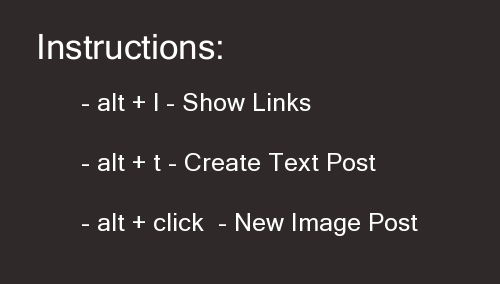 Instructions:
- alt + l - Show Links
- alt + t - Create Text Post
- alt + click  - New Image Post